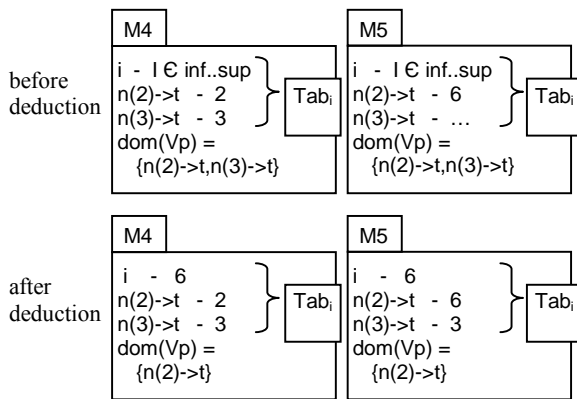 M4
i - I Є inf..sup
n(2)->t - 2
n(3)->t - 3
dom(Vp) =
{n(2)->t,n(3)->t}
Tabi
M5
i - I Є inf..sup
n(2)->t - 6
n(3)->t - ...
dom(Vp) =
{n(2)->t,n(3)->t}
Tabi
before
deduction
M4
i - 6
n(2)->t - 2
n(3)->t - 3
dom(Vp) =
{n(2)->t}
Tabi
M5
i - 6
n(2)->t - 6
n(3)->t - 3
dom(Vp) =
{n(2)->t}
Tabi
after
deduction